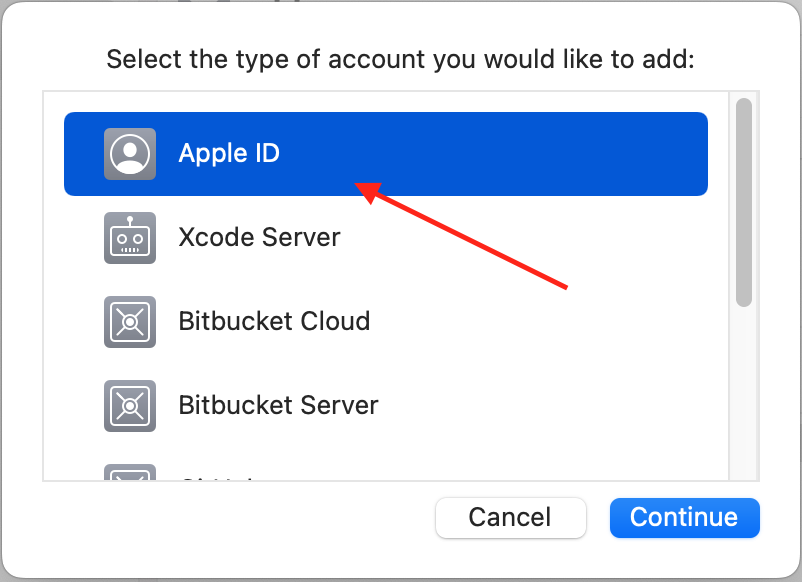 Select the type of account you would like to add:
Apple ID
Xcode Server
Bitbucket Cloud
Bitbucket Server
Cancel
Continue